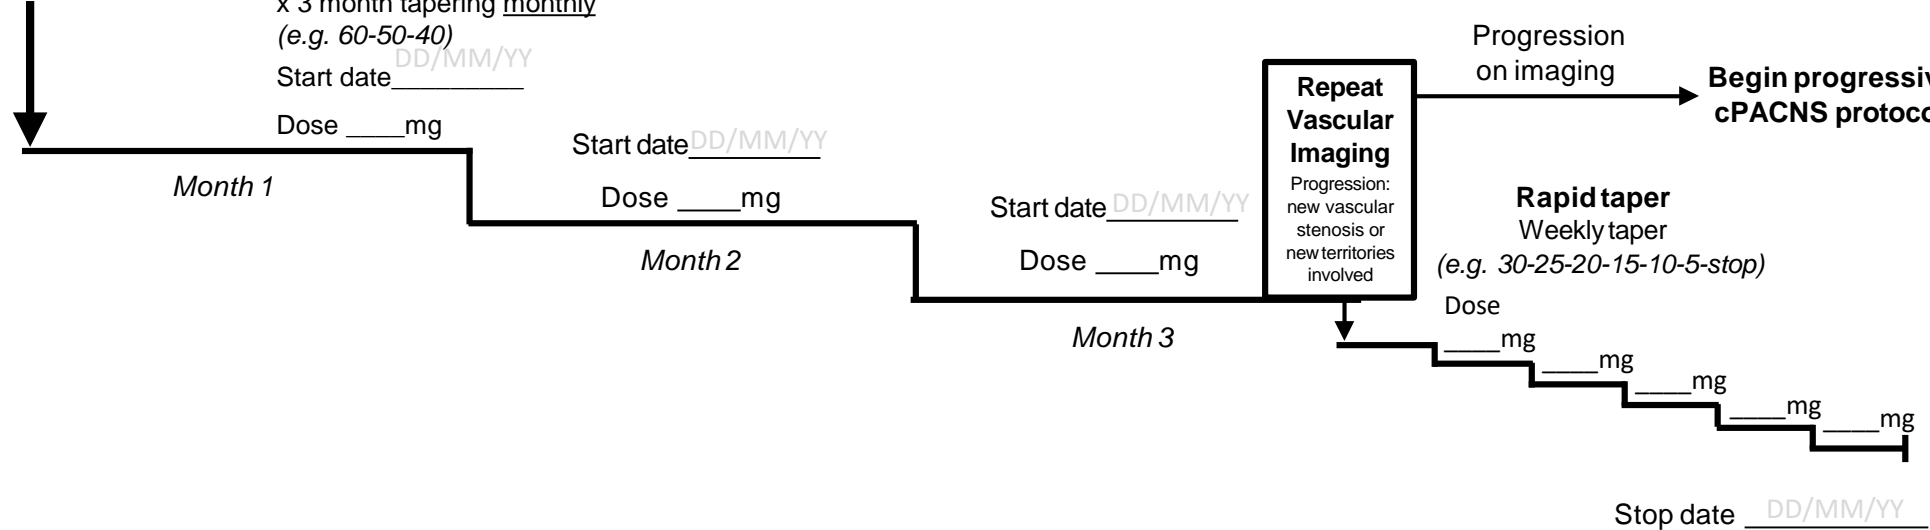 x 3 month tapering monthly
(e.g. 60-50-40)
Start date_________ DD/MM/YY
Dose ____mg
Month 1
Start date DD/MM/YY
Dose ____mg
Month 2
Start date DD/MM/YY
Dose ____mg
Month 3
Repeat
Vascular
Imaging
Progression:
new vascular
stenosis or
new territories
involved
Progression
on imaging
Begin progressiv
cPACNS protoco
Rapid taper
Weekly taper
(e.g. 30-25-20-15-10-5-stop)
Dose
____mg
____mg
____mg
____mg
____mg
Stop date DD/MM/YY